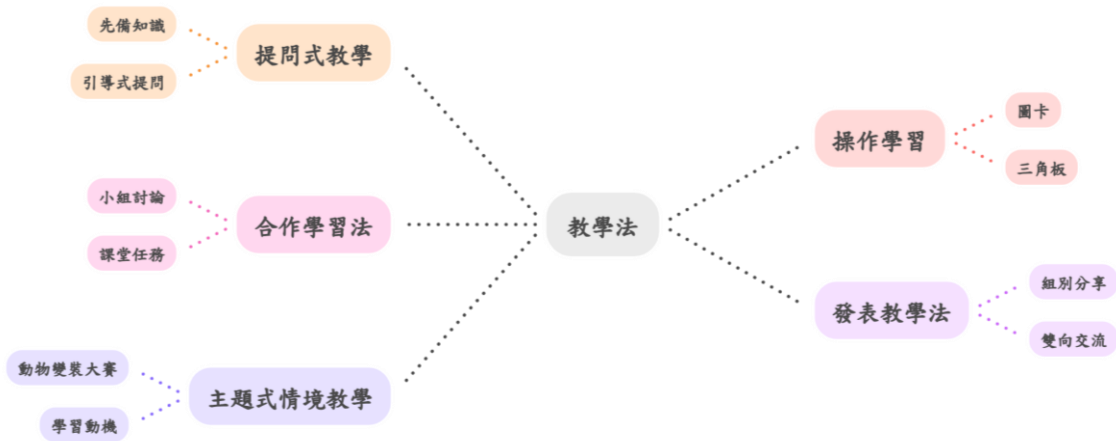 先備知識
引導式提問
提問式教學
小組討論
課堂任務
合作學習法
動物變裝大賽
學習動機
主題式情境教學
教學法
操作學習
圖卡
三角板
發表教學法
組別分享
雙向交流